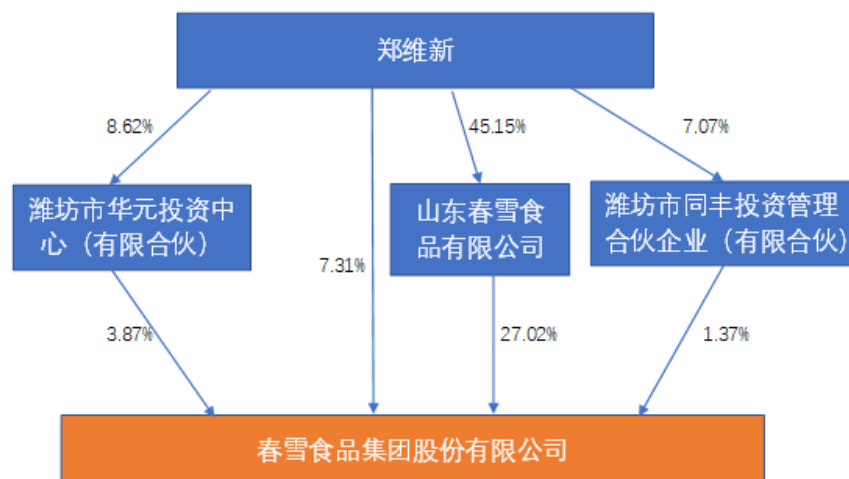 郑维新
8.62%
45.15%
7.07%
潍坊市华元投资中
心（有限合伙）
山东春雪食
品有限公司
潍坊市同丰投资管理
合伙企业（有限合伙）
7.31%
3.87%
27.02%
1.37%
春雪食品集团股份有限公司